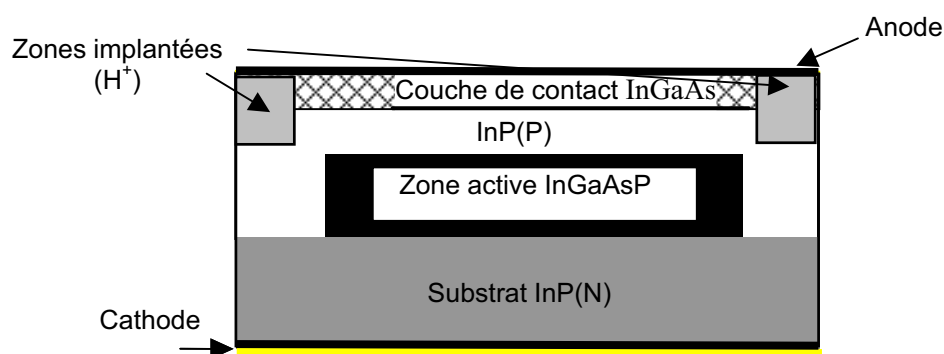 Zones implantées
(H+)
Anode
Couche de contact InGaAs
InP(P)
Zone active InGaAsP
Substrat InP(N)
Cathode